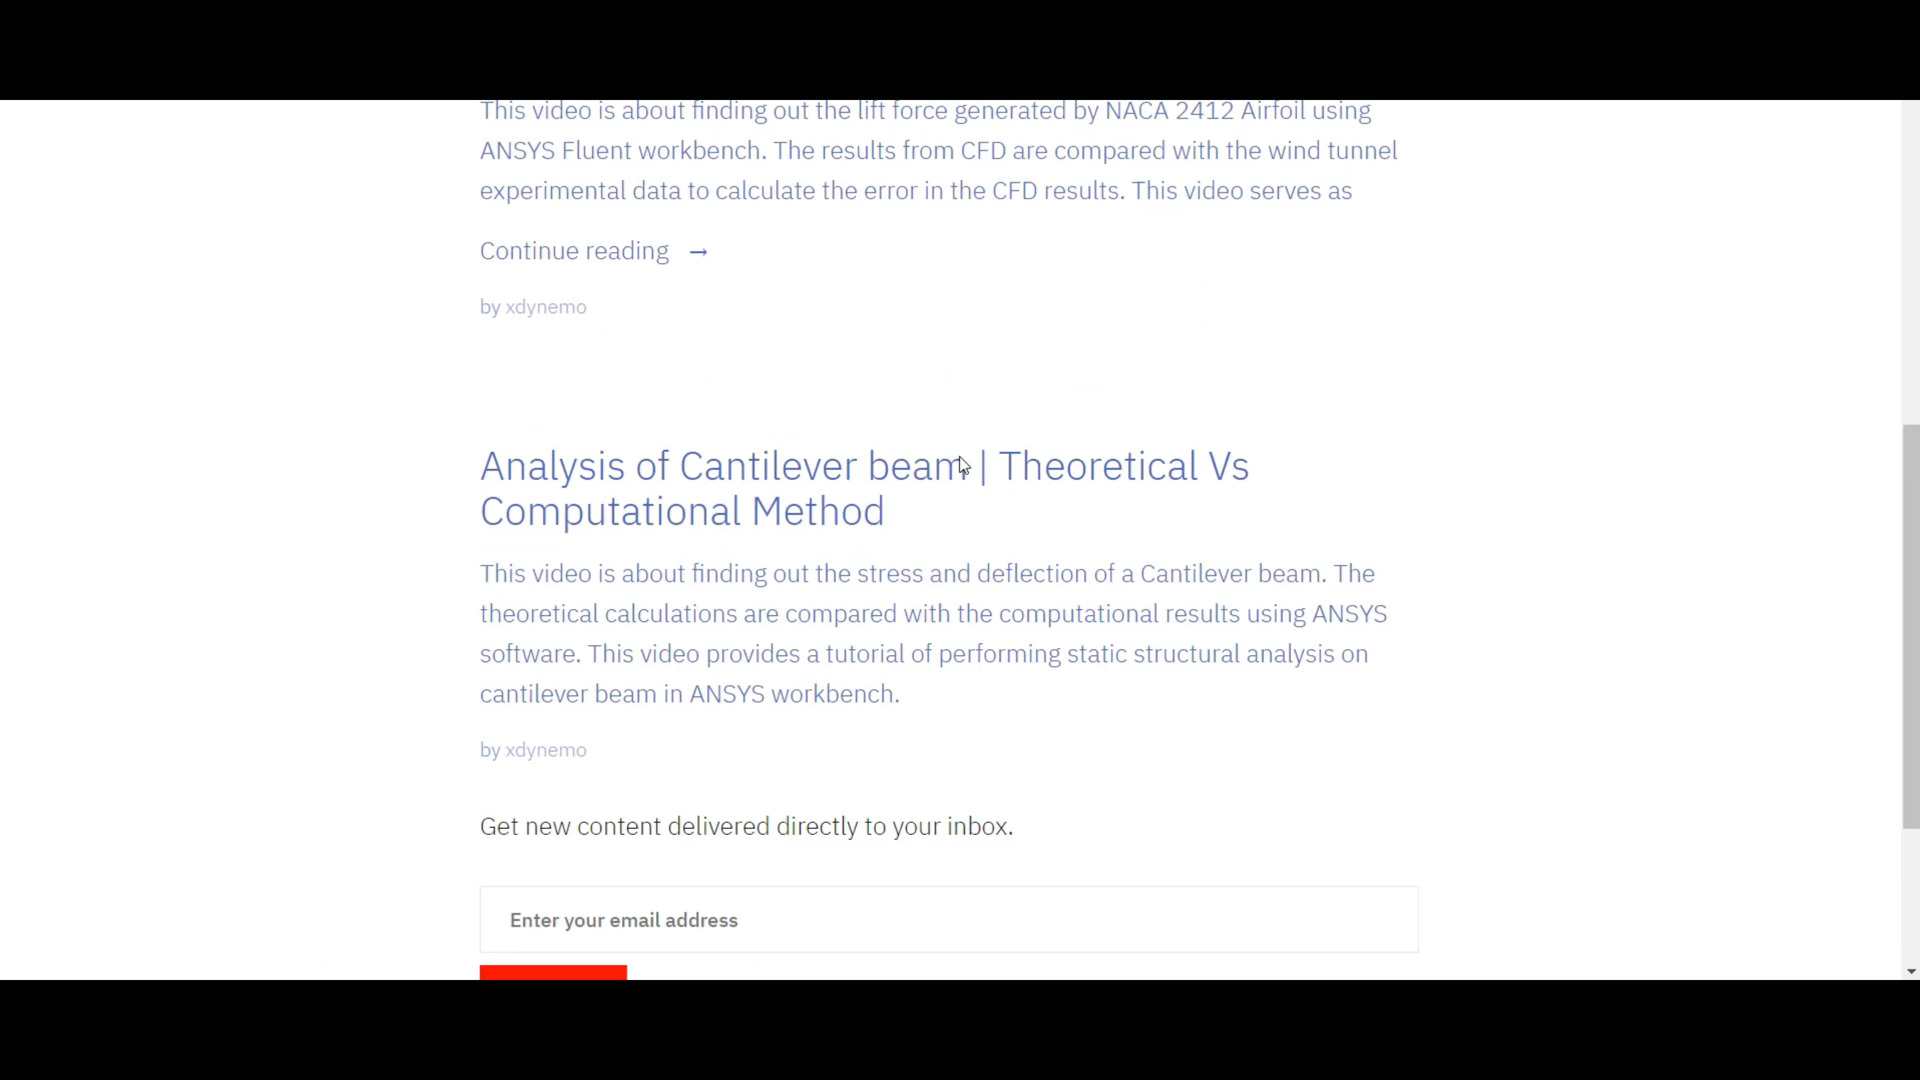 This video is about finding out the lift force generated by NACA 2412 Airfoil using
ANSYS Fluent workbench. The results from CFD are compared with the wind tunnel
experimental data to calculate the error in the CFD results. This video serves as
Continue reading →
by xdynemo
Analysis of Cantilever beam | Theoretical Vs
Computational Method
This video is about finding out the stress and deflection of a Cantilever beam. The
theoretical calculations are compared with the computational results using ANSYS
software. This video provides a tutorial of performing static structural analysis on
cantilever beam in ANSYS workbench.
by xdynemo
Get new content delivered directly to your inbox.
Enter your email address